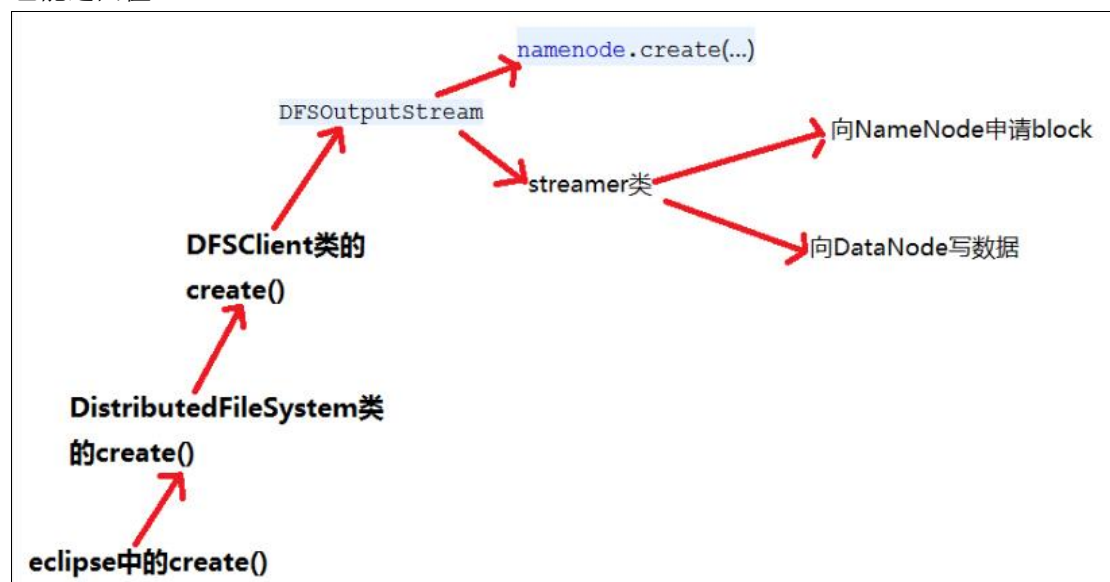 namenode.create(...)
DFSOutputStream
向NameNode申请block
streamer类
向DataNode写数据
DFSClient类的
create()
DistributedFileSystem类
的create()
eclipse中的create()